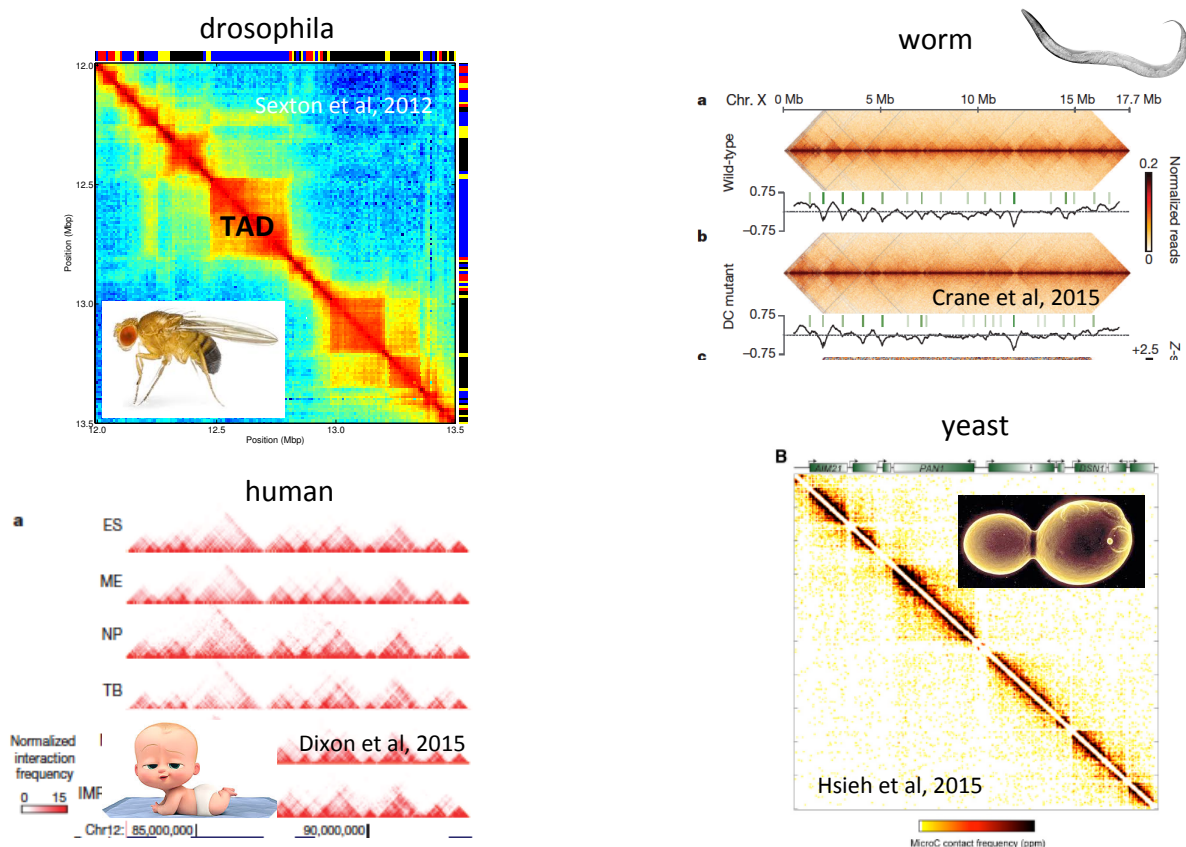 drosophila
Sexton et al, 2012
TAD
12.0
12.5
13.0
13.5
Position (Mbp)
12.0
12.5
13.0
13.5
Position (Mbp)
worm
a
Chr. X
0 Mb
5 Mb
10 Mb
15 Mb
17.7 Mb
Wild-type
0.75
−0.75
0.2
0
Normalized reads
b
DC mutant
Crane et al, 2015
0.75
−0.75
+2.5
c
human
a
ES
ME
NP
TB
Dixon et al, 2015
Normalized
interaction
frequency
0 15
Chr12:
85,000,000
90,000,000
yeast
B
AIM21
PAN1
DSN1
Hsieh et al, 2015
MicroC contact frequency (ppm)